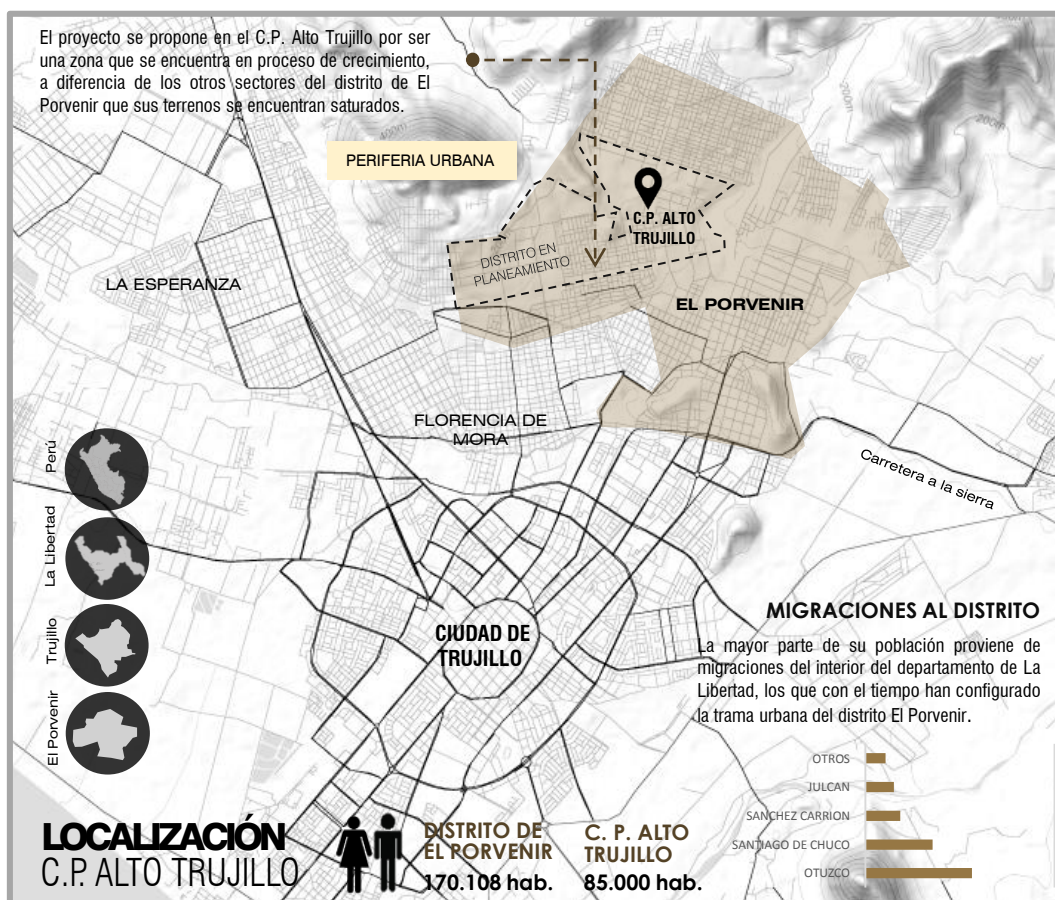 El proyecto se propone en el C.P. Alto Trujillo por ser
una zona que se encuentra en proceso de crecimiento,
a diferencia de los otros sectores del distrito de El
Porvenir que sus terrenos se encuentran saturados.
400m
200m
200m
PERIFERIA URBANA
C.P. ALTO
TRUJILLO
DISTRITO EN
PLANEAMIENTO
LA ESPERANZA
EL PORVENIR
FLORENCIA DE
MORA
Carretera a la sierra
Perú
La Libertad
Trujillo
El Porvenir
CIUDAD DE
TRUJILLO
MIGRACIONES AL DISTRITO
La mayor parte de su población proviene de
migraciones del interior del departamento de La
Libertad, los que con el tiempo han configurado
la trama urbana del distrito El Porvenir.
OTROS
JULCAN
SANCHEZ CARRION
SANTIAGO DE CHUCO
OTUZCO
LOCALIZACIÓN
C.P. ALTO TRUJILLO
DISTRITO DE
EL PORVENIR
170.108 hab.
C. P. ALTO
TRUJILLO
85.000 hab.